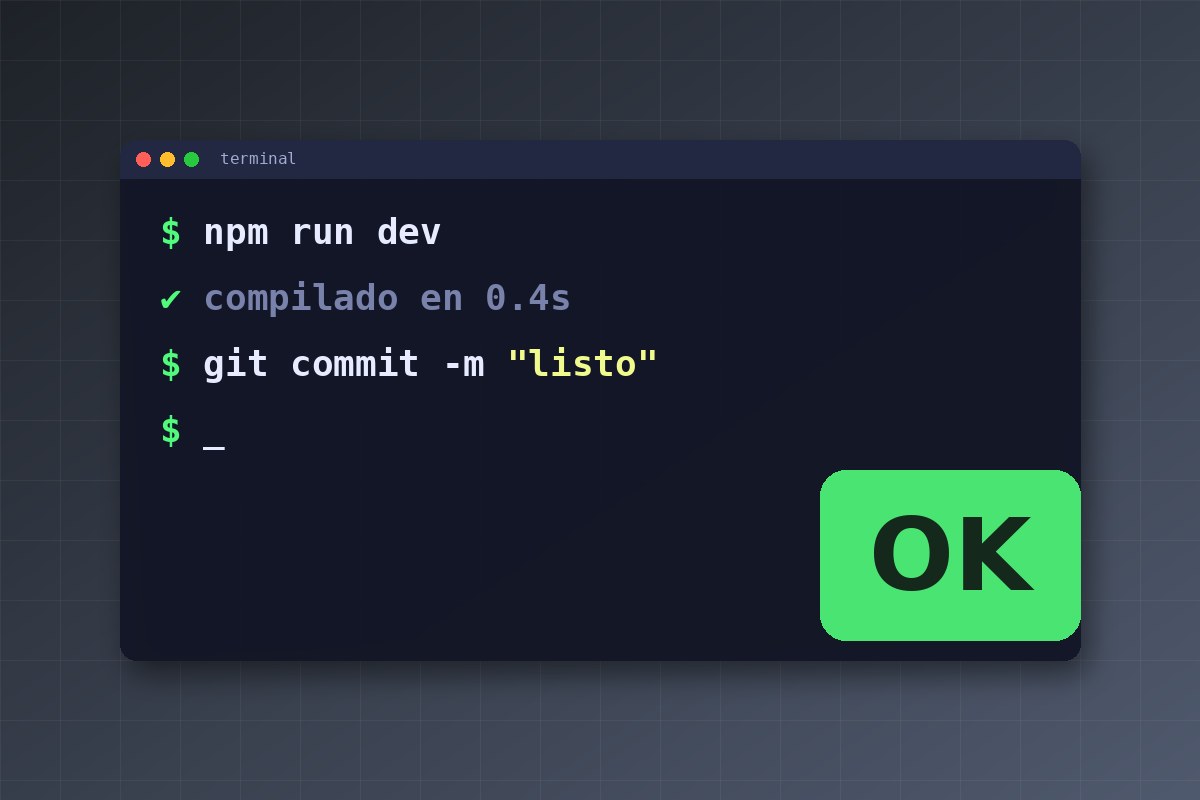 terminal
$ npm run dev
✔ compilado en 0.4s
$ git commit -m "listo"
$ _
OK